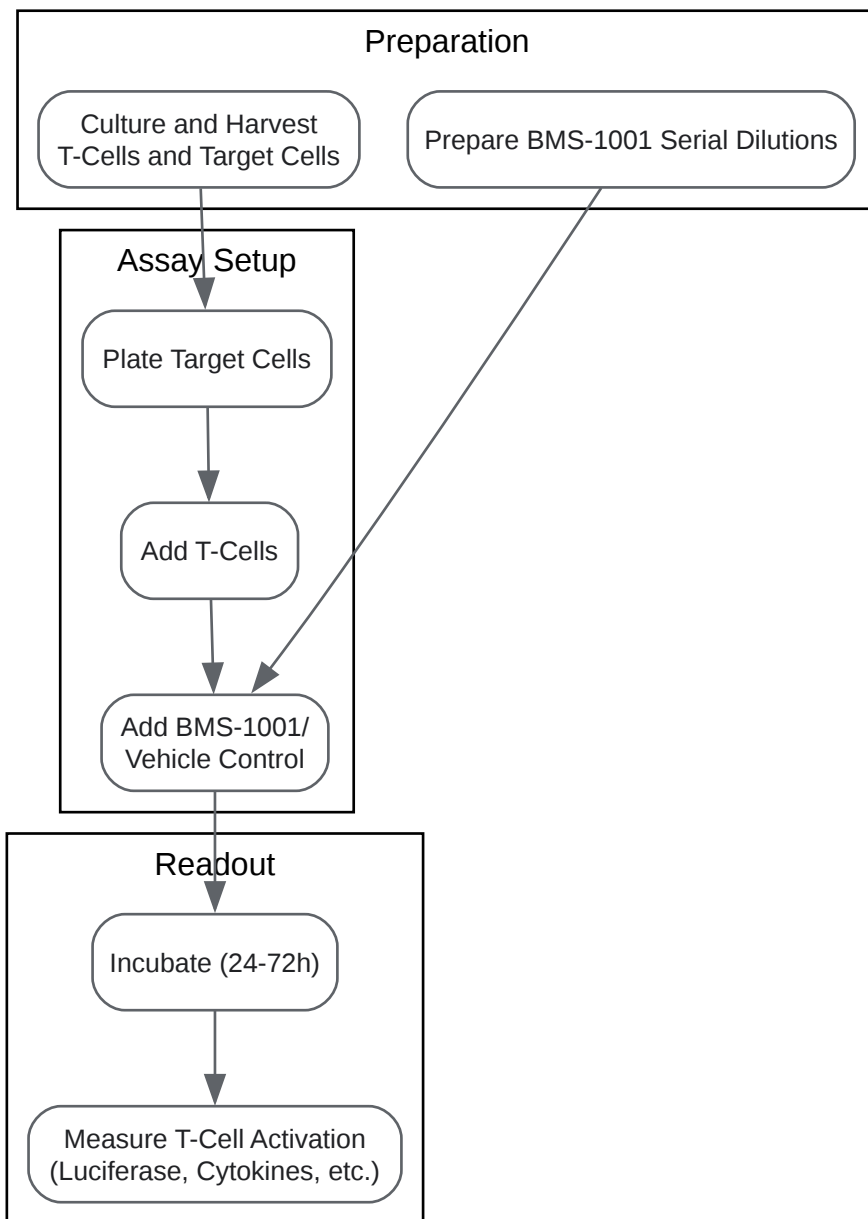 Preparation
Culture and Harvest
T-Cells and Target Cells
Prepare BMS-1001 Serial Dilutions
Assay Setup
Plate Target Cells
Add T-Cells
Add BMS-1001/
Vehicle Control
Readout
Incubate (24-72h)
Measure T-Cell Activation
(Luciferase, Cytokines, etc.)